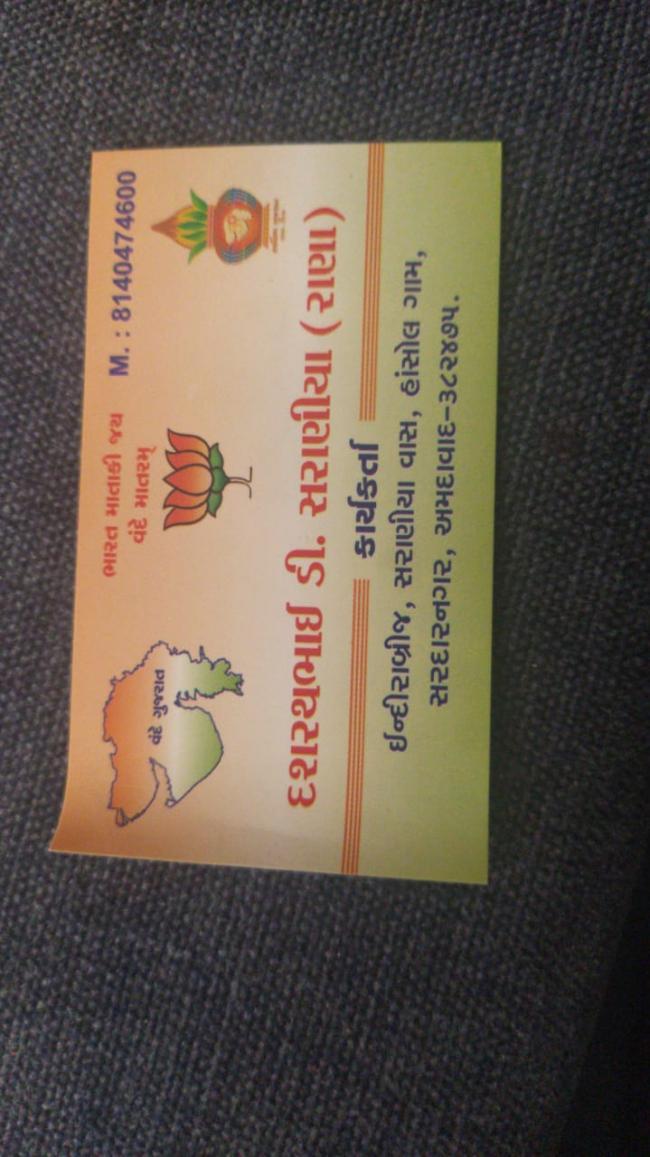 ભારત માતાકી જય
વંદે માતરમ્
M. : 8140474600
વંદે ગુજરાત
દશરથભાઇ ડી. સરાણીયા (રાણા)
કાર્યકર્તા
ઇન્દીરાબ્રીજ, સરાણીયા વાસ, હાંસોલ ગામ,
સરદારનગર, અમદાવાદ-૩૮૨૪૭૫.